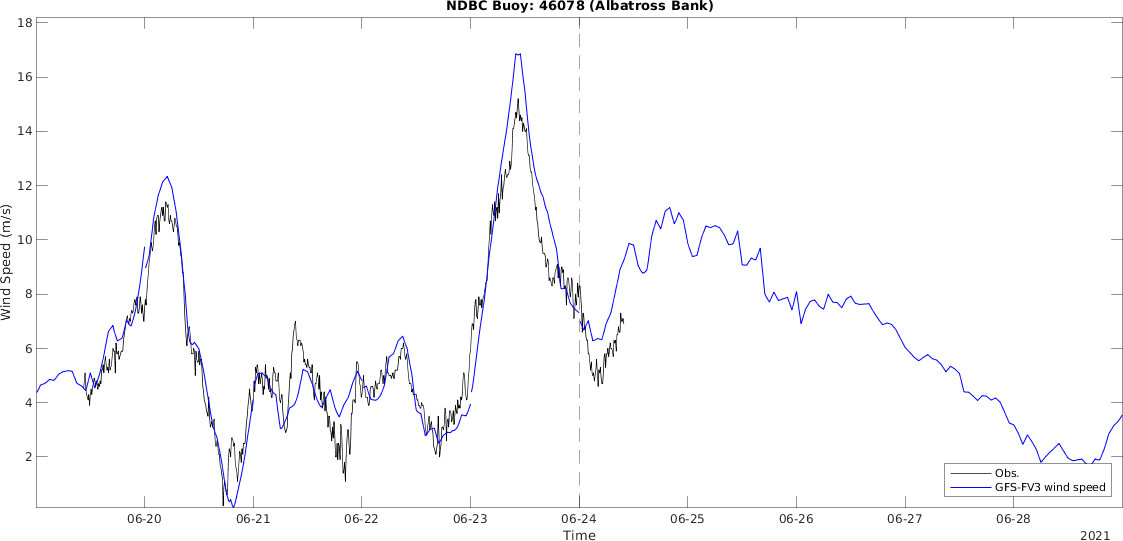 NDBC Buoy: 46078 (Albatross Bank)
18
16
14
12
10
8
6
4
2
Wind Speed (m/s)
06-20 06-21 06-22 06-23 06-24 06-25 06-26 06-27 06-28
Time
2021
Obs.
GFS-FV3 wind speed